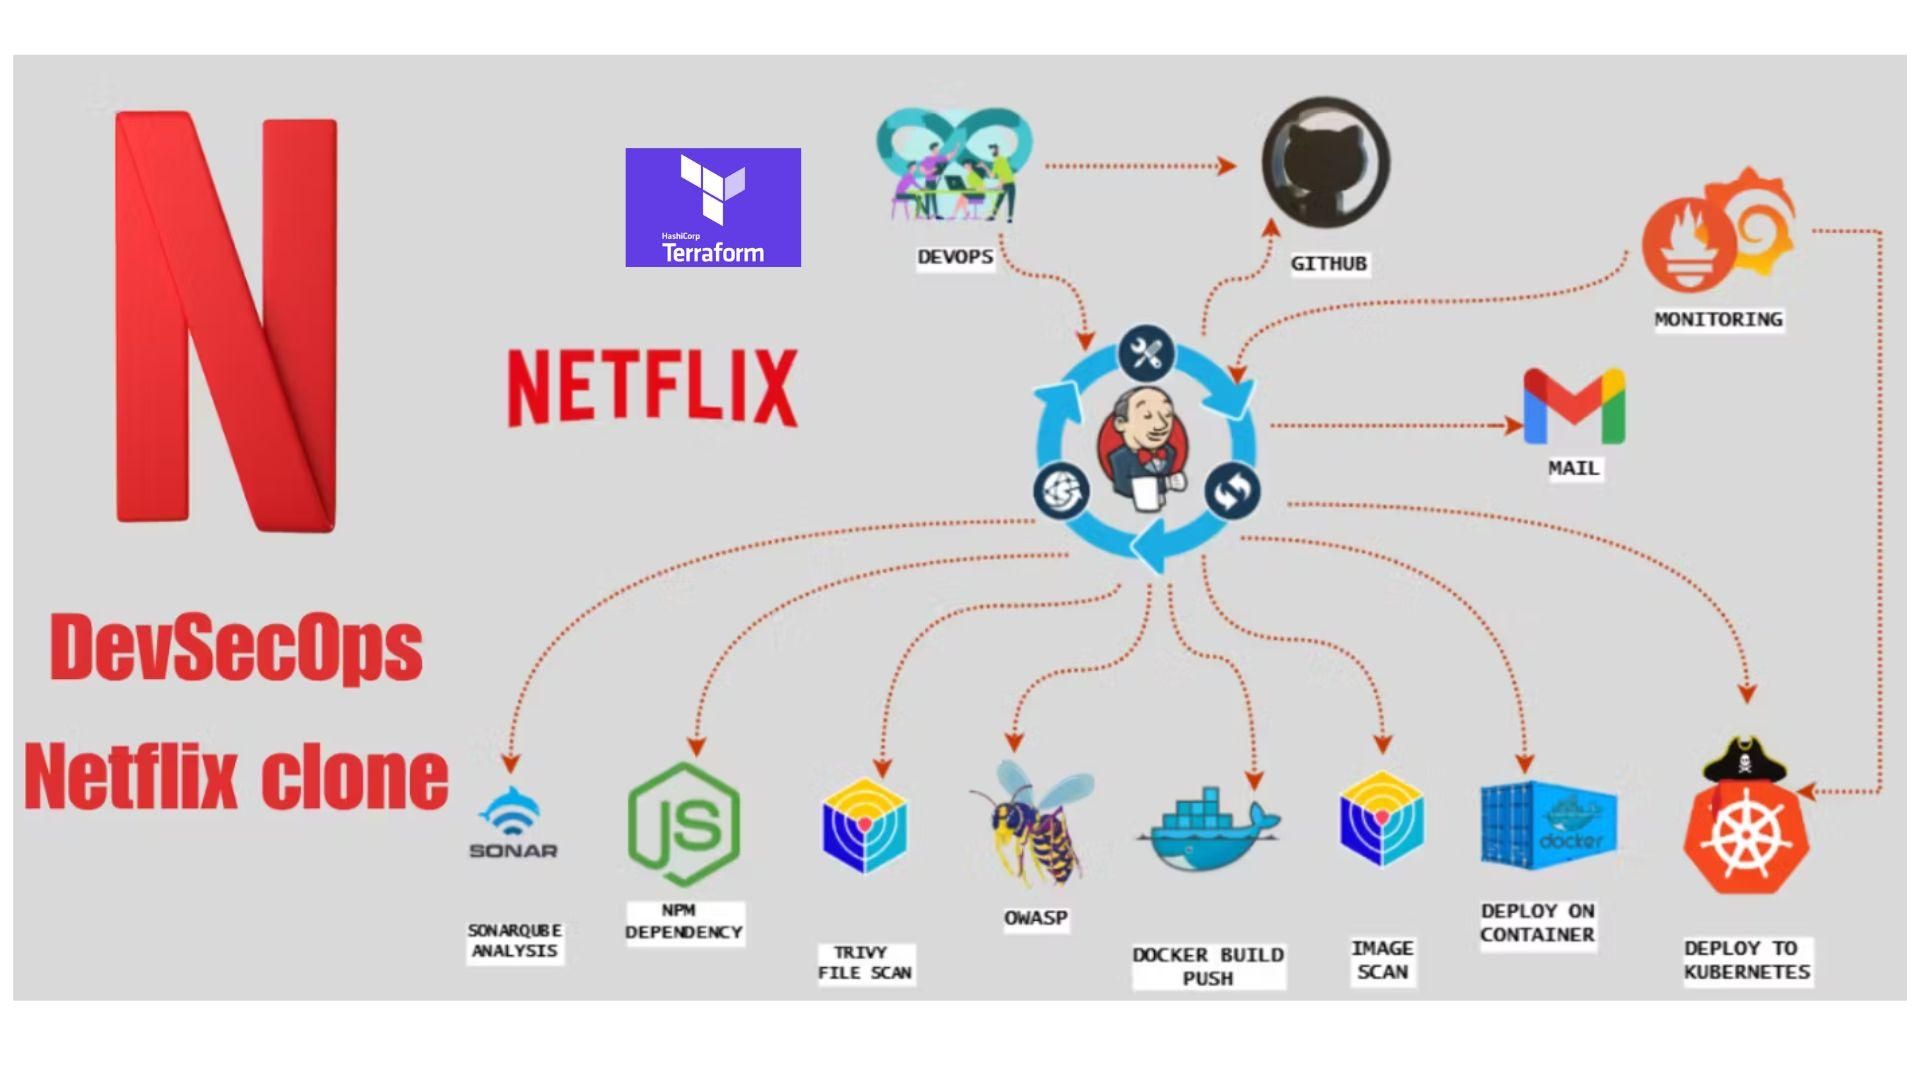 HashiCorp
Terraform
DEVOPS
GITHUB
MONITORING
NETFLIX
MAIL
DevSecOps
Netflix clone
SONAR
SONARQUBE
ANALYSIS
JS
NPM
DEPENDENCY
TRIVY
FILE SCAN
OWASP
DOCKER BUILD
PUSH
IMAGE
SCAN
docker
DEPLOY ON
CONTAINER
DEPLOY TO
KUBERNETES